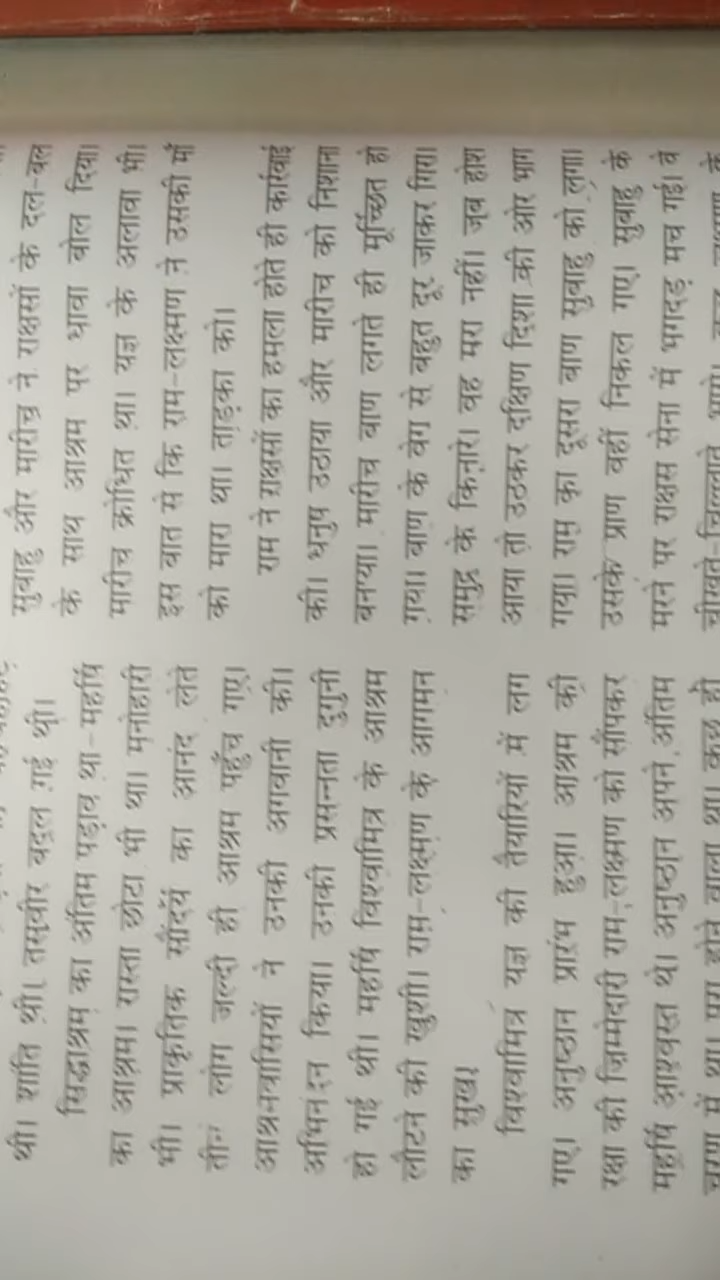 थी। शांति थी। तस्वीर बदल गई थी।
सिद्धाश्रम का अंतिम पड़ाव था-महर्षि
का आश्रम। रास्ता छोटा भी था। मनोहारी
भी। प्राकृतिक सौंदर्य का आनंद लेते
तीनों लोग जल्दी ही आश्रम पहुँच गए।
आश्रमवासियों ने उनकी अगवानी की।
अभिनंदन किया। उनकी प्रसन्नता दुगुनी
हो गई थी। महर्षि विश्वामित्र के आश्रम
लौटने की खुशी। राम-लक्ष्मण के आगमन
का सुख।
विश्वामित्र यज्ञ की तैयारियों में लग
गए। अनुष्ठान प्रारंभ हुआ। आश्रम की
रक्षा की ज़िम्मेदारी राम-लक्ष्मण को सौंपकर
महर्षि आश्वस्त थे। अनुष्ठान अपने अंतिम
चरण में था। पूरा होने वाला था। कुछ ही
सुबाहु और मारीच ने राक्षसों के दल-बल
के साथ आश्रम पर धावा बोल दिया।
मारीच क्रोधित था। यज्ञ के अलावा भी।
इस बात से कि राम-लक्ष्मण ने उसकी माँ
को मारा था। ताड़का को।
राम ने राक्षसों का हमला होते ही कार्रवाई
की। धनुष उठाया और मारीच को निशाना
बनाया। मारीच बाण लगते ही मूर्च्छित हो
गया। बाण के वेग से बहुत दूर जाकर गिरा।
समुद्र के किनारे। वह मरा नहीं। जब होश
आया तो उठकर दक्षिण दिशा की ओर भाग
गया। राम का दूसरा बाण सुबाहु को लगा।
उसके प्राण वहीं निकल गए। सुबाहु के
मरने पर राक्षस सेना में भगदड़ मच गई। वे
चीखते-चिल्लाते भागे।